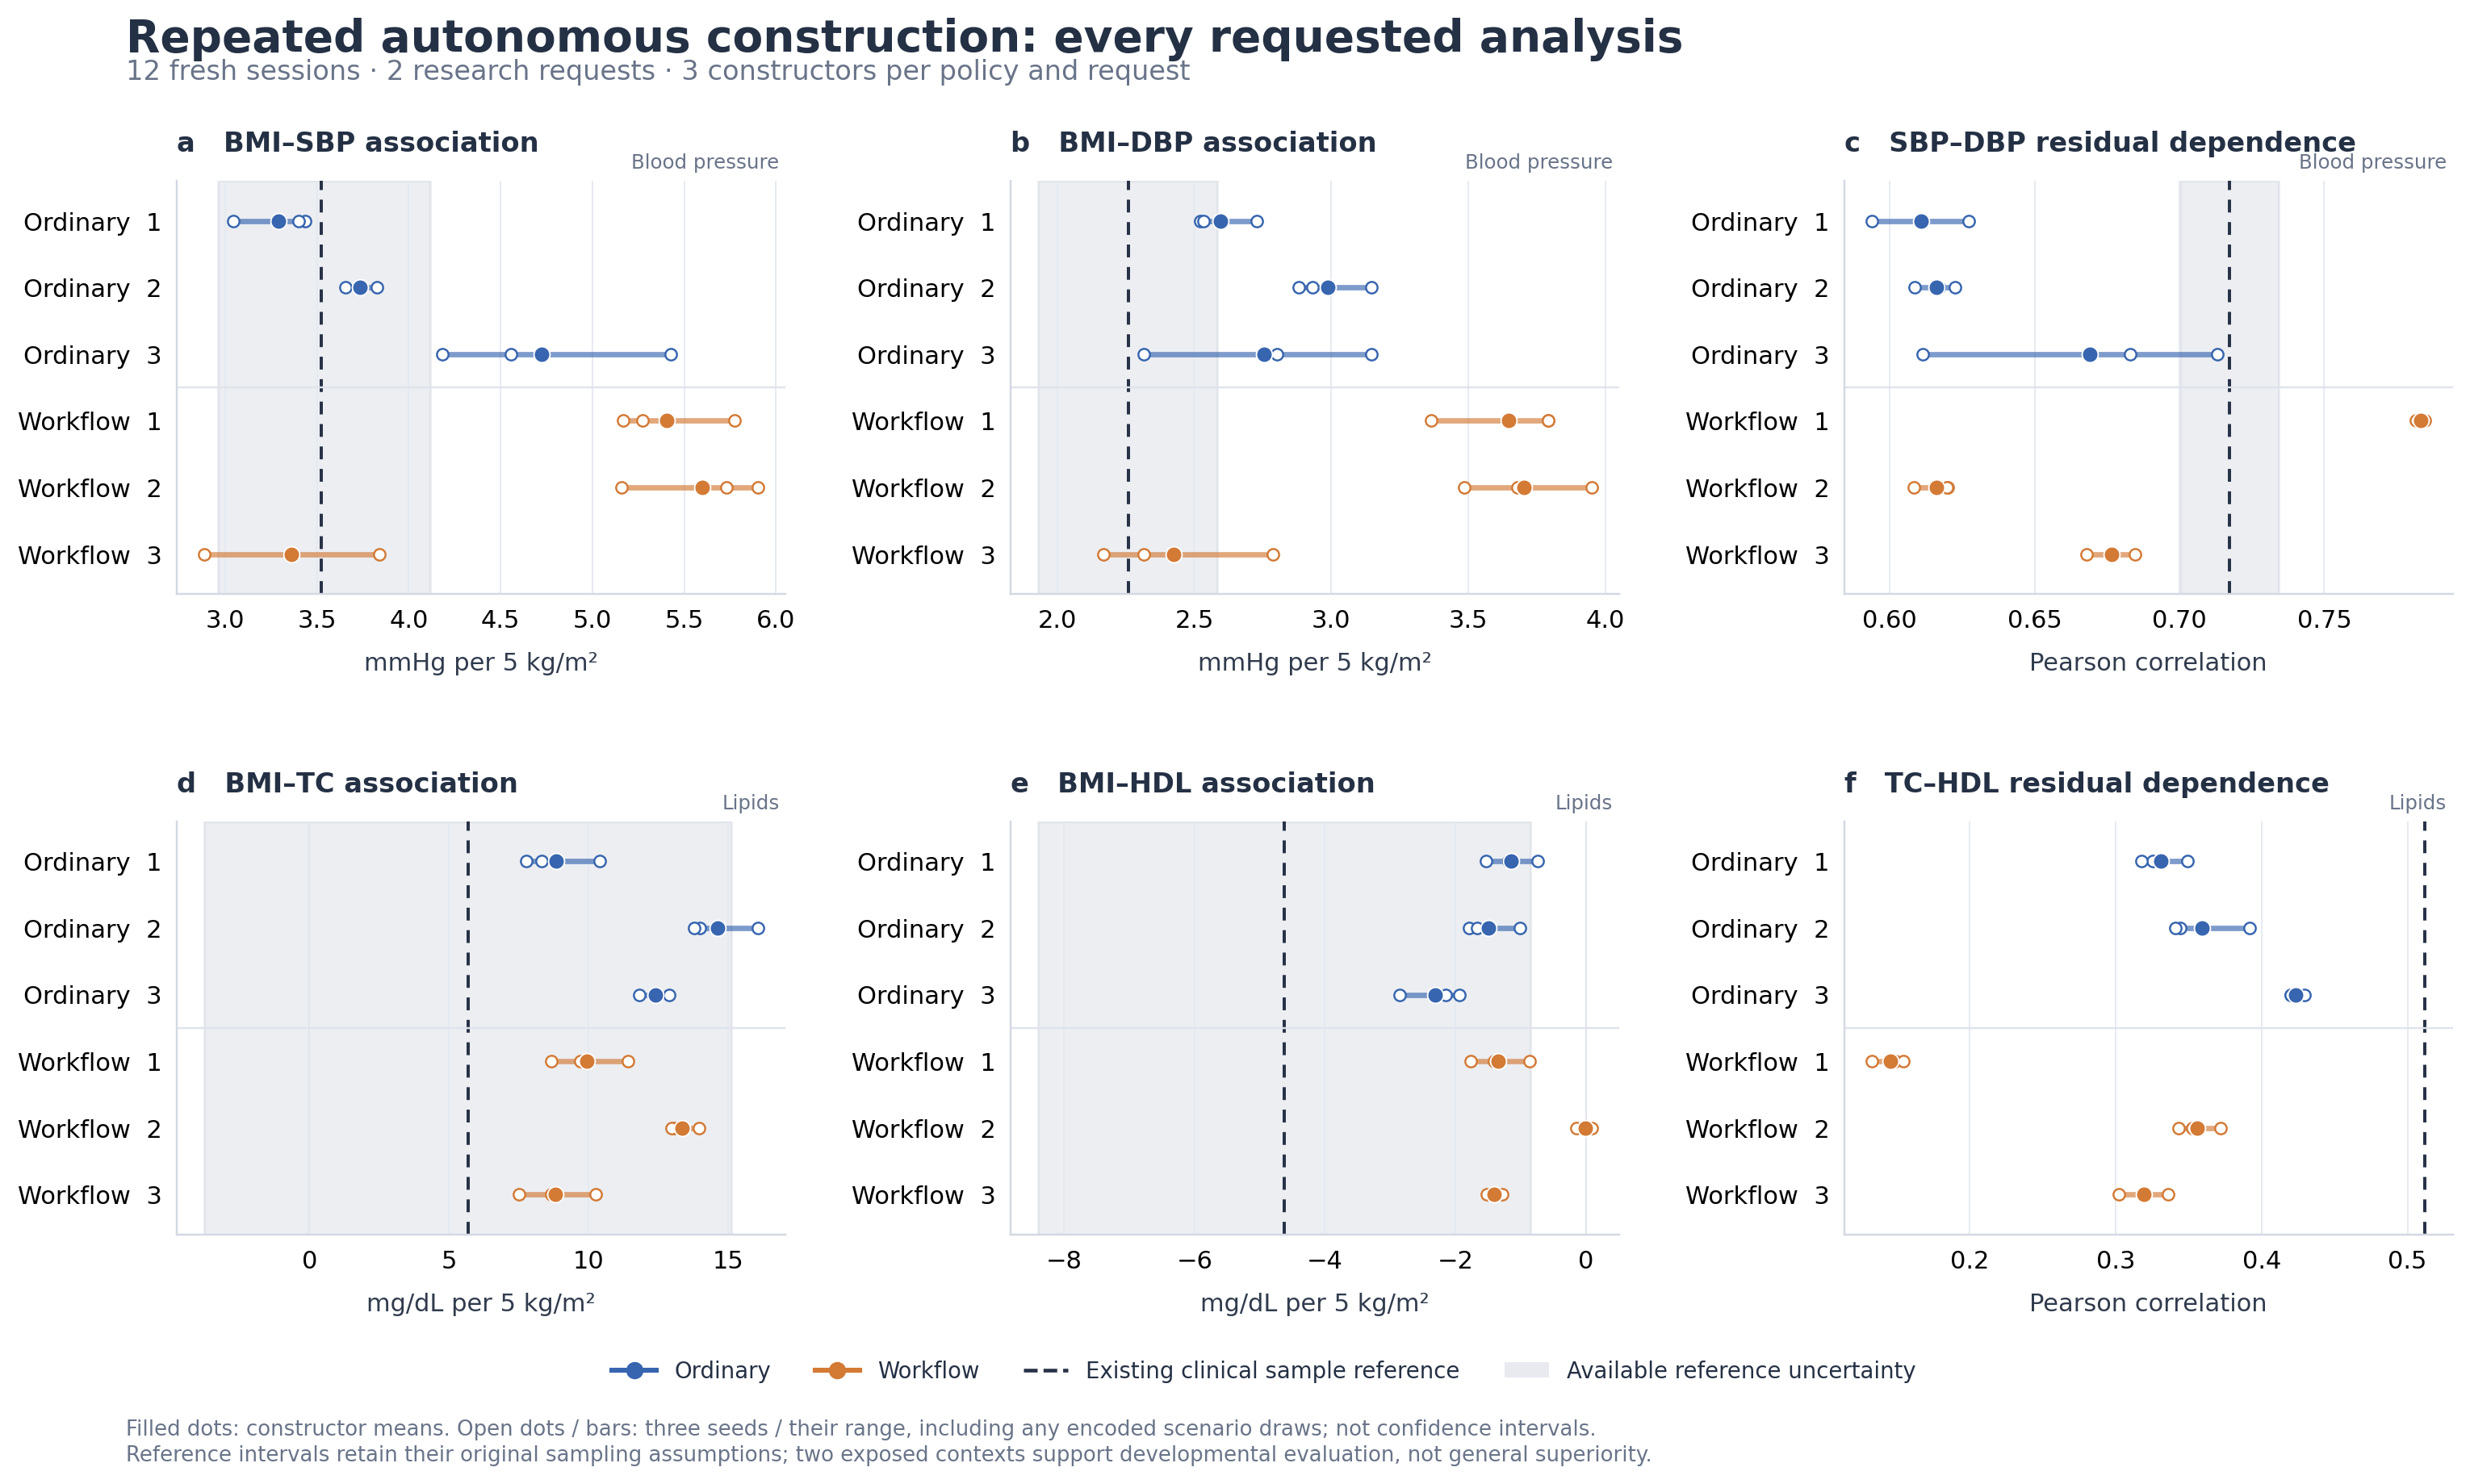 Repeated autonomous construction: every requested analysis
12 fresh sessions · 2 research requests · 3 constructors per policy and request
a BMI–SBP association
Blood pressure
Ordinary 1
Ordinary 2
Ordinary 3
Workflow 1
Workflow 2
Workflow 3
3.0 3.5 4.0 4.5 5.0 5.5 6.0
mmHg per 5 kg/m²
b BMI–DBP association
Blood pressure
Ordinary 1
Ordinary 2
Ordinary 3
Workflow 1
Workflow 2
Workflow 3
2.0 2.5 3.0 3.5 4.0
mmHg per 5 kg/m²
c SBP–DBP residual dependence
Blood pressure
Ordinary 1
Ordinary 2
Ordinary 3
Workflow 1
Workflow 2
Workflow 3
0.60 0.65 0.70 0.75
Pearson correlation
d BMI–TC association
Lipids
Ordinary 1
Ordinary 2
Ordinary 3
Workflow 1
Workflow 2
Workflow 3
0 5 10 15
mg/dL per 5 kg/m²
e BMI–HDL association
Lipids
Ordinary 1
Ordinary 2
Ordinary 3
Workflow 1
Workflow 2
Workflow 3
−8 −6 −4 −2 0
mg/dL per 5 kg/m²
f TC–HDL residual dependence
Lipids
Ordinary 1
Ordinary 2
Ordinary 3
Workflow 1
Workflow 2
Workflow 3
0.2 0.3 0.4 0.5
Pearson correlation
Ordinary Workflow Existing clinical sample reference Available reference uncertainty
Filled dots: constructor means. Open dots / bars: three seeds / their range, including any encoded scenario draws; not confidence intervals.
Reference intervals retain their original sampling assumptions; two exposed contexts support developmental evaluation, not general superiority.